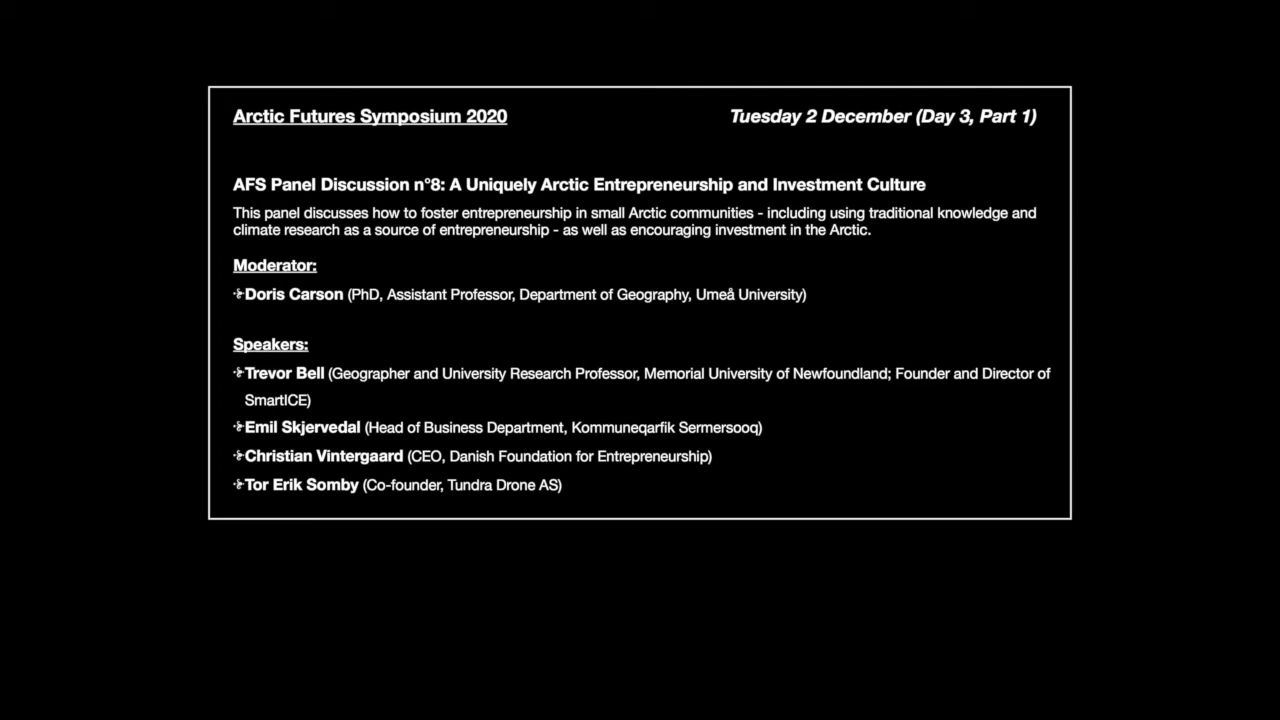 Arctic Futures Symposium 2020 Tuesday 2 December (Day 3, Part 1)
AFS Panel Discussion n°8: A Uniquely Arctic Entrepreneurship and Investment Culture
This panel discusses how to foster entrepreneurship in small Arctic communities - including using traditional knowledge and
climate research as a source of entrepreneurship - as well as encouraging investment in the Arctic.
Moderator:
Doris Carson (PhD, Assistant Professor, Department of Geography, Umeå University)
Speakers:
Trevor Bell (Geographer and University Research Professor, Memorial University of Newfoundland; Founder and Director of
SmartICE)
Emil Skjervedal (Head of Business Department, Kommuneqarfik Sermersooq)
Christian Vintergaard (CEO, Danish Foundation for Entrepreneurship)
Tor Erik Somby (Co-founder, Tundra Drone AS)